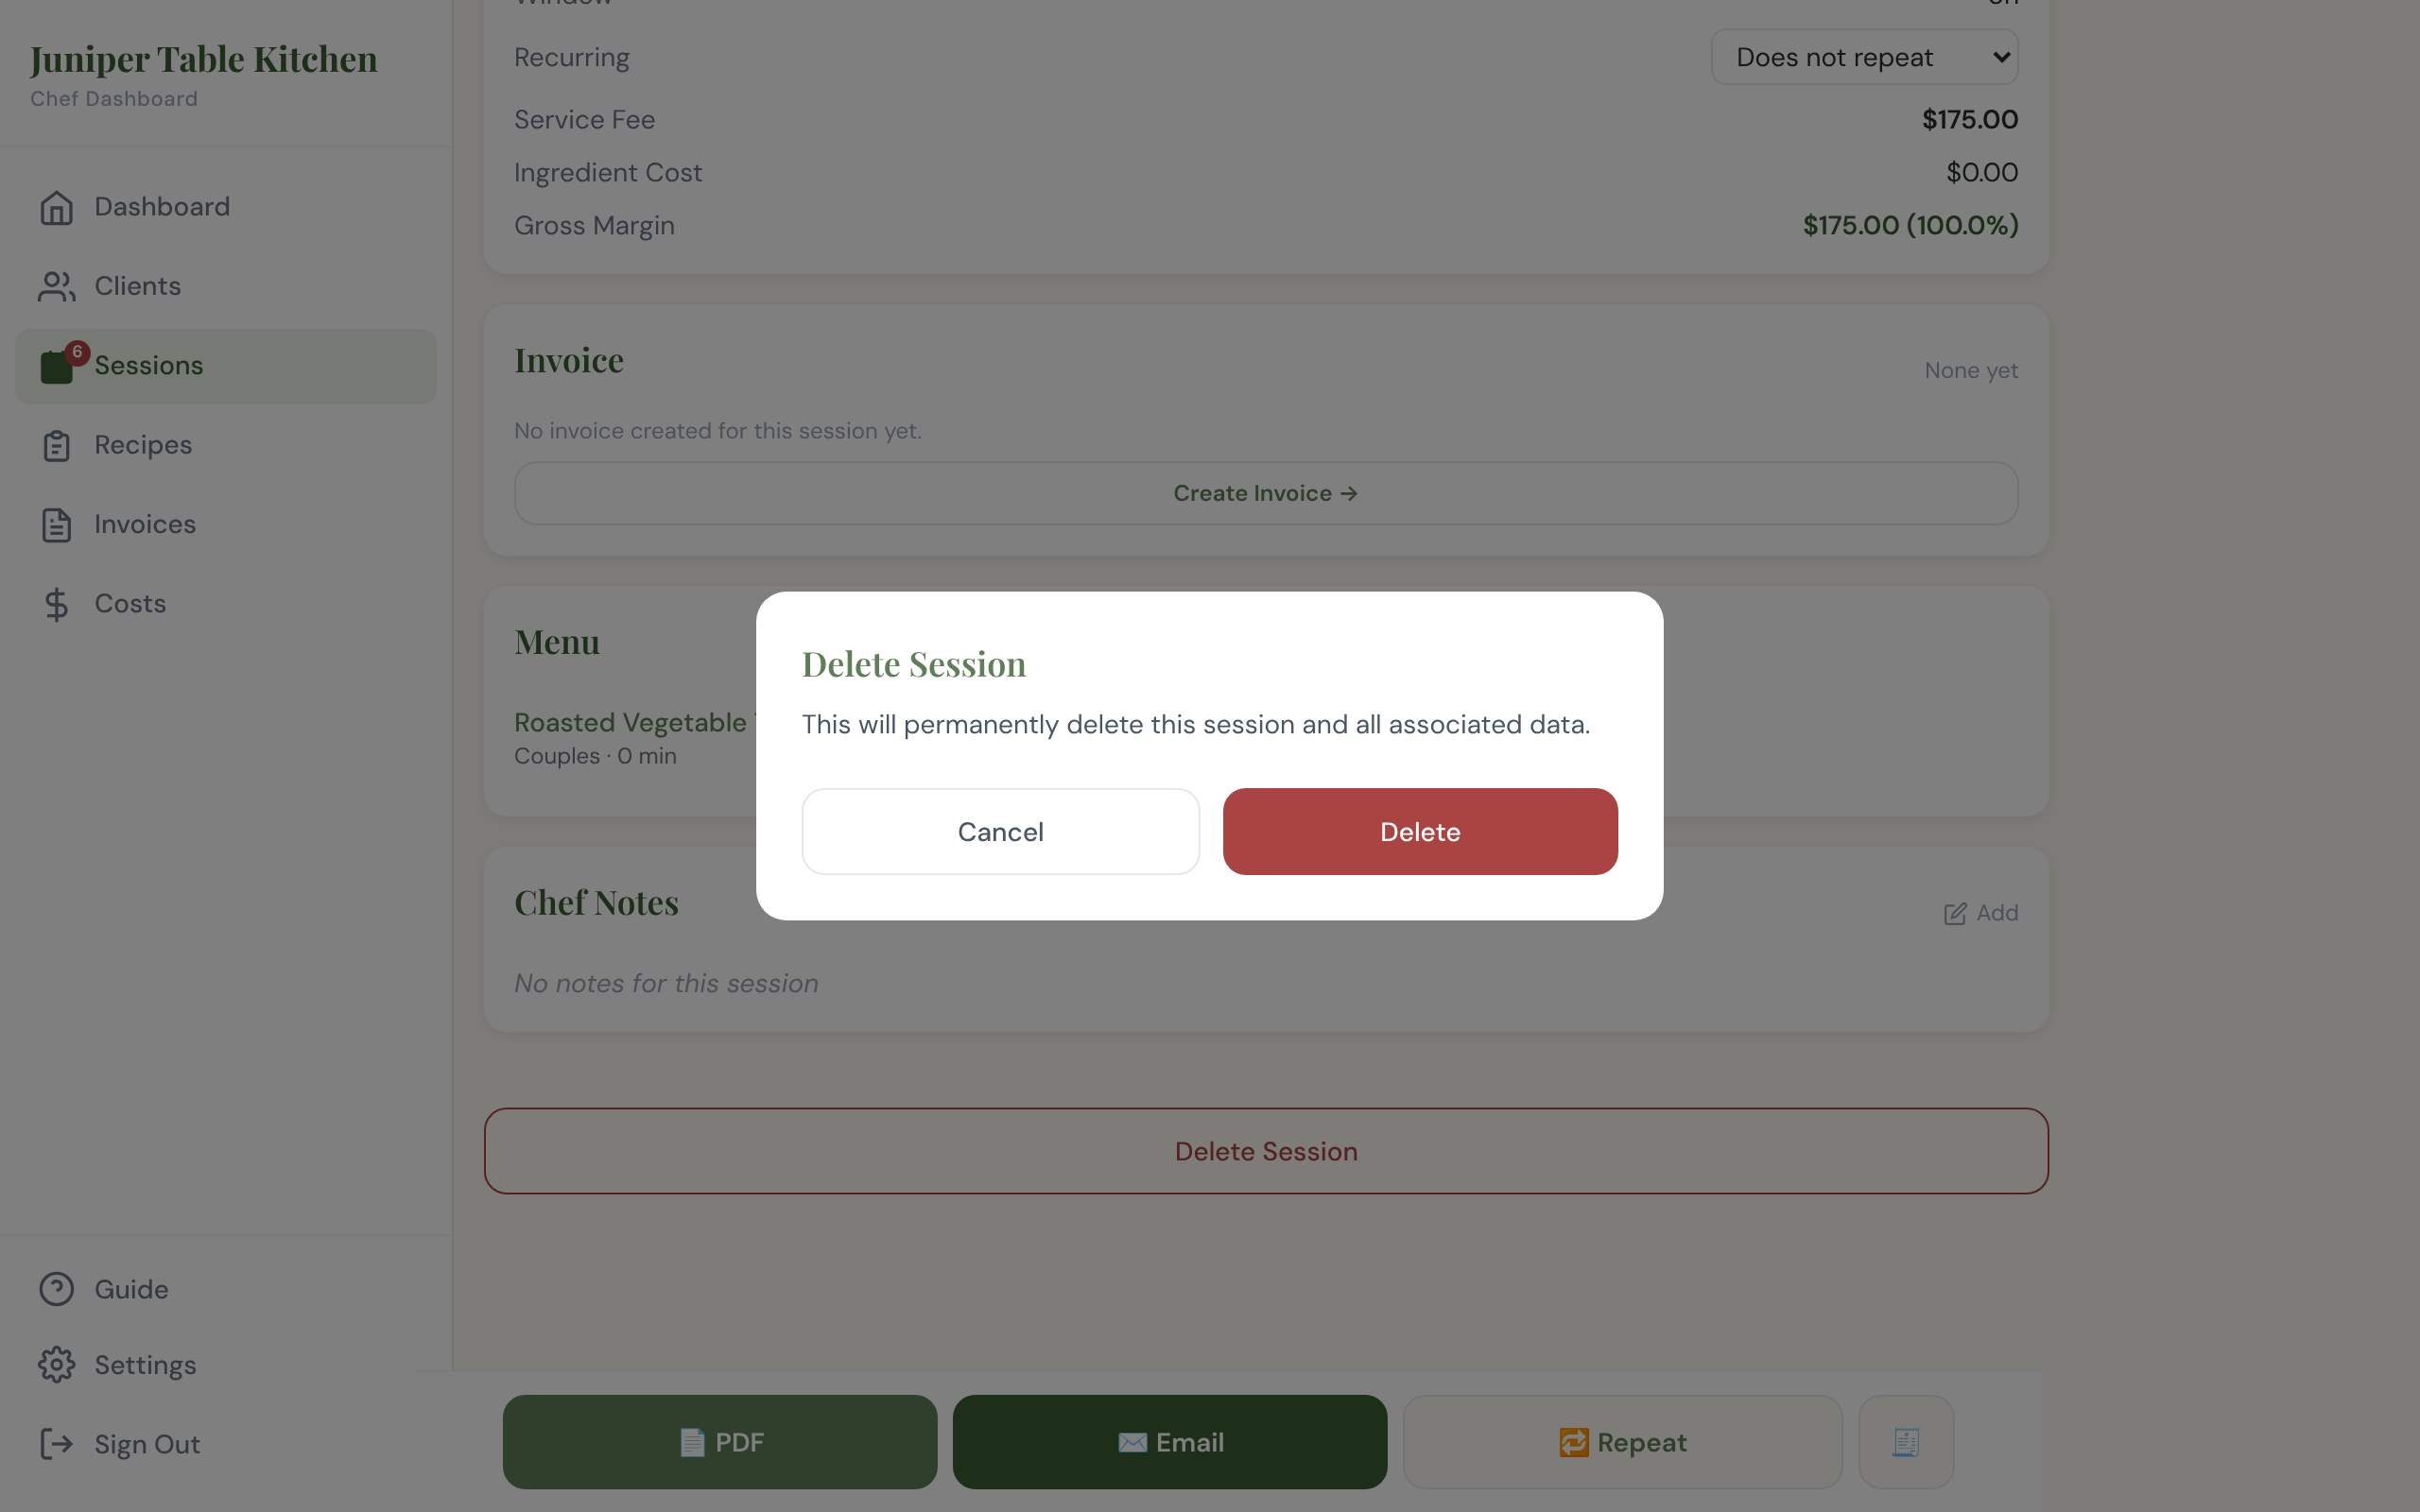 Juniper Table Kitchen
Chef Dashboard
Dashboard
Clients
6
Sessions
Recipes
Invoices
Costs
Guide
Settings
Sign Out
Recurring
Does not repeat
Service Fee
$175.00
Ingredient Cost
$0.00
Gross Margin
$175.00 (100.0%)
Invoice
None yet
No invoice created for this session yet.
Create Invoice →
Menu
Roasted Vegetable
Couples · 0 min
Delete Session
This will permanently delete this session and all associated data.
Cancel
Delete
Chef Notes
Add
No notes for this session
Delete Session
PDF
Email
Repeat